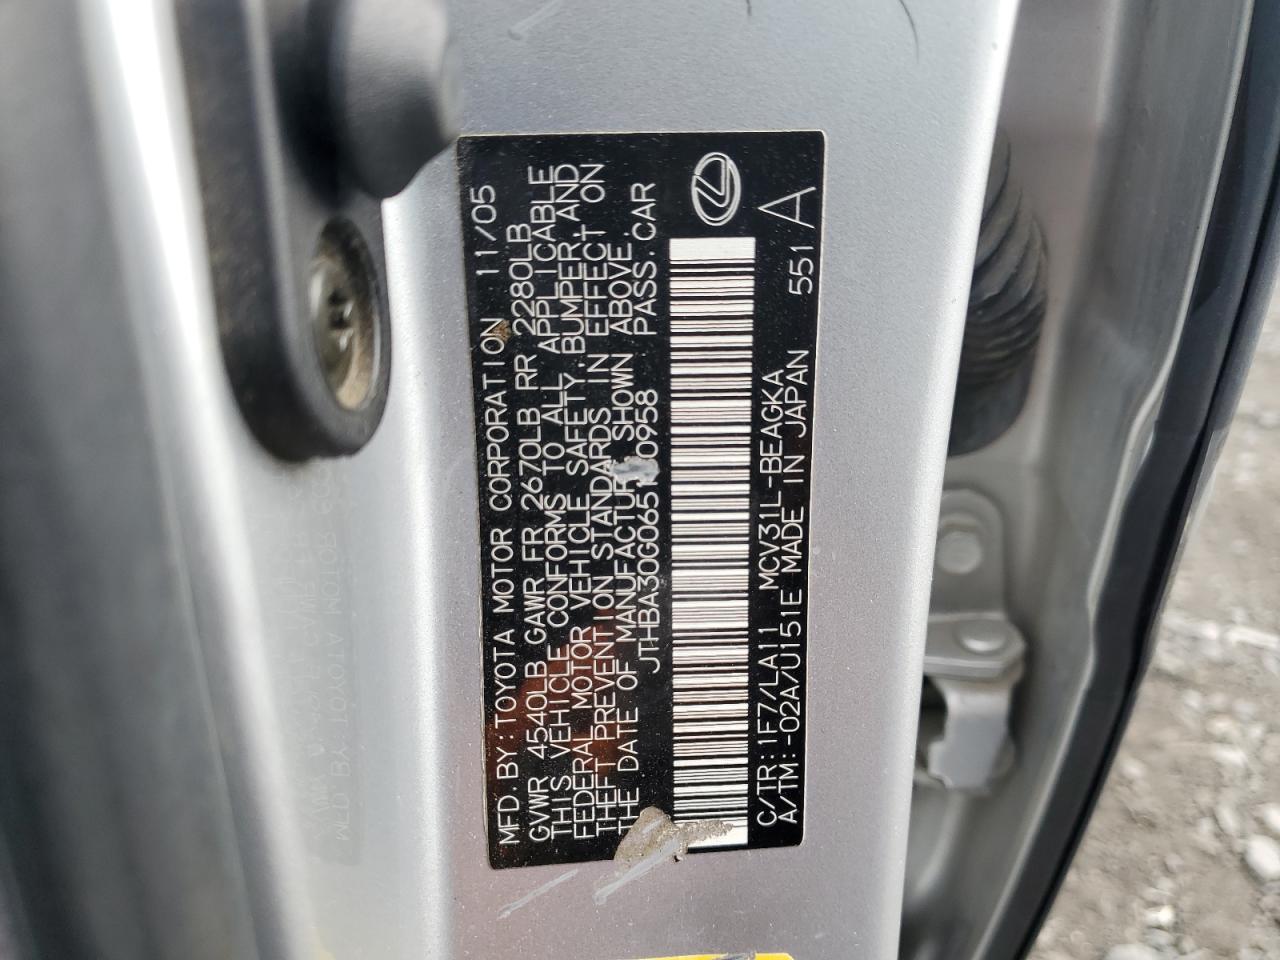 MFD. BY: TOYOTA MOTOR CORPORATION 11/05
GVWR 4540LB GAWR FR 2670LB RR 2280LB
THIS VEHICLE CONFORMS TO ALL APPLICABLE
FEDERAL MOTOR VEHICLE SAFETY, BUMPER, AND
THEFT PREVENTION STANDARDS IN EFFECT ON
THE DATE OF MANUFACTURE SHOWN ABOVE.
PASS. CAR
C/TR: 1F7/LA11 MCV31L-BEAGKA
A/TM: -02A/U151E MADE IN JAPAN 551 A